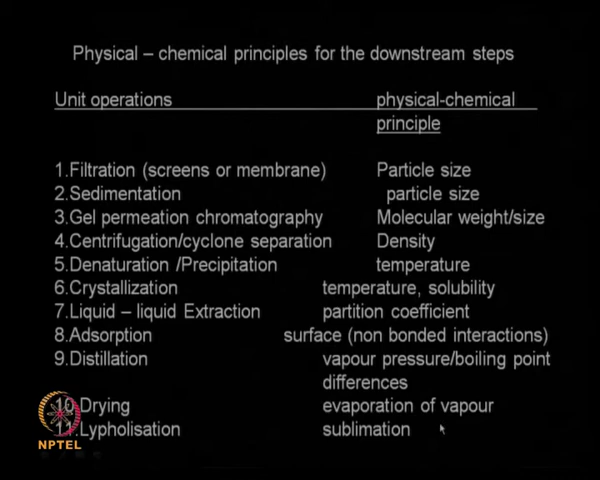 Physical – chemical principles for the downstream steps
Unit operations physical-chemical
principle
1.Filtration (screens or membrane) Particle size
2.Sedimentation particle size
3.Gel permeation chromatography Molecular weight/size
4.Centrifugation/cyclone separation Density
5.Denaturation /Precipitation temperature
6.Crystallization temperature, solubility
7.Liquid – liquid Extraction partition coefficient
8.Adsorption surface (non bonded interactions)
9.Distillation vapour pressure/boiling point
differences
10.Drying evaporation of vapour
11.Lypholisation sublimation
NPTEL